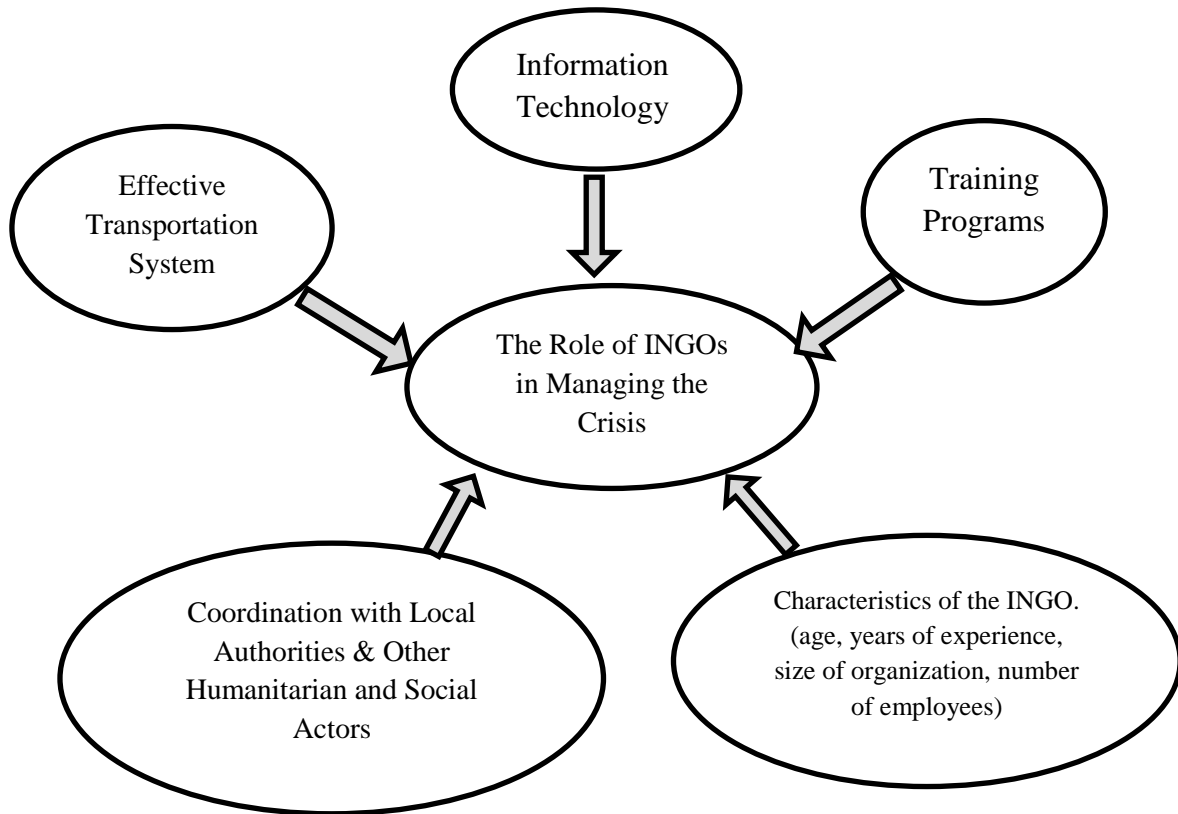 Information
Technology
Effective
Transportation
System
Training
Programs
The Role of INGOs
in Managing the
Crisis
Coordination with Local
Authorities & Other
Humanitarian and Social
Actors
Characteristics of the INGO.
(age, years of experience,
size of organization, number
of employees)